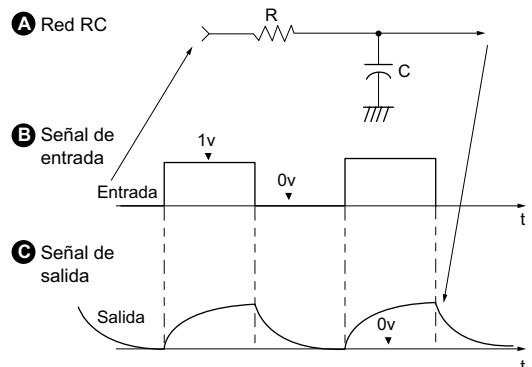 A Red RC
R
C
B Señal de
entrada
1v
0v
Entrada
t
C Señal de
salida
Salida
0v
t